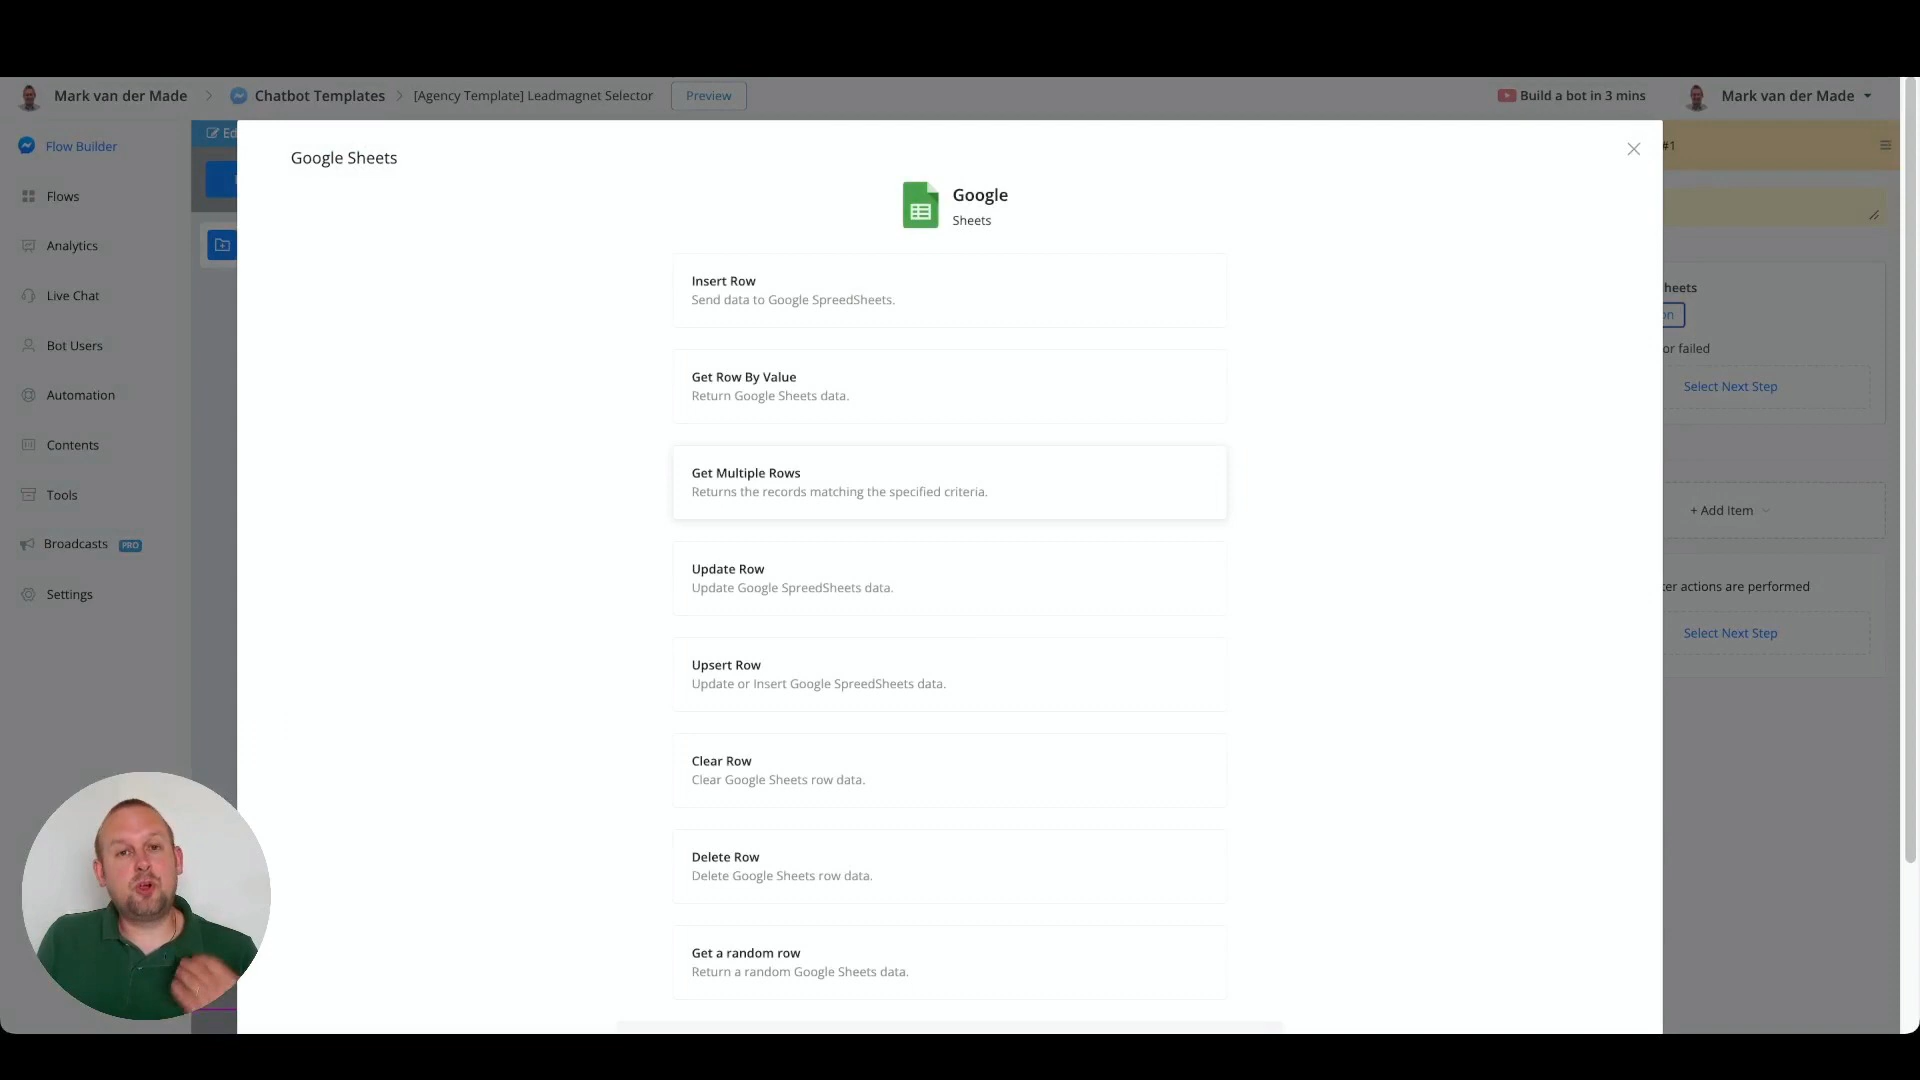 Mark van der Made
Chatbot Templates
[Agency Template] Leadmagnet Selector
Preview
Build a bot in 3 mins
Mark van der Made
Flow Builder
Flows
Analytics
Live Chat
Bot Users
Automation
Contents
Tools
Broadcasts PRO
Settings
Ed
Google Sheets
Google
Sheets
Insert Row
Send data to Google SpreedSheets.
Get Row By Value
Return Google Sheets data.
Get Multiple Rows
Returns the records matching the specified criteria.
Update Row
Update Google SpreedSheets data.
Upsert Row
Update or Insert Google SpreedSheets data.
Clear Row
Clear Google Sheets row data.
Delete Row
Delete Google Sheets row data.
Get a random row
Return a random Google Sheets data.
#1
heets
on
or failed
Select Next Step
+ Add Item
ter actions are performed
Select Next Step